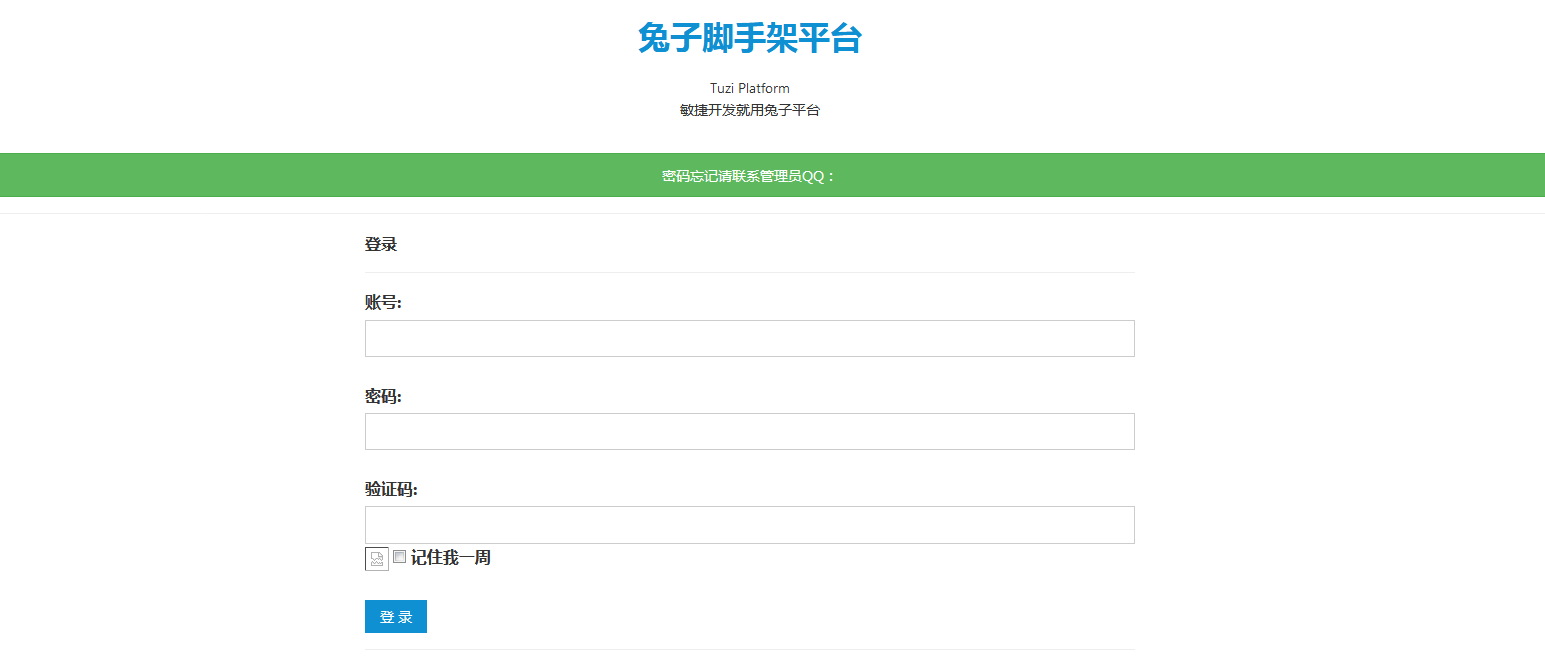 兔子脚手架平台
Tuzi Platform
敏捷开发就用兔子平台
密码忘记请联系管理员QQ：
登录
账号:
密码:
验证码:
记住我一周
登 录